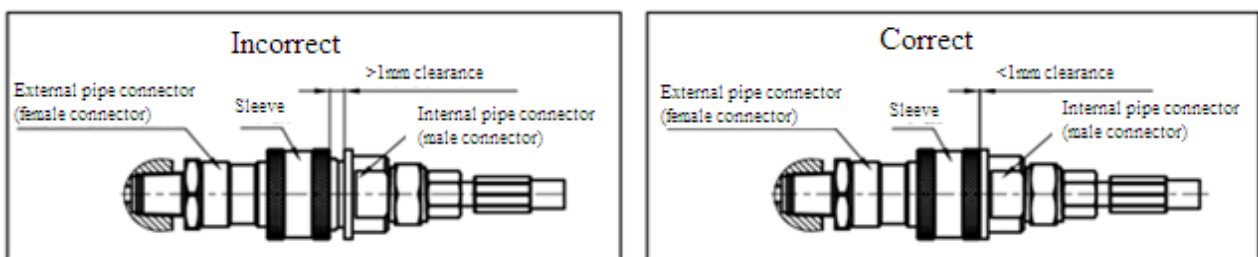 Incorrect
>1mm clearance
External pipe connector
(female connector)
Sleeve
Internal pipe connector
(male connector)
Correct
<1mm clearance
External pipe connector
(female connector)
Sleeve
Internal pipe connector
(male connector)